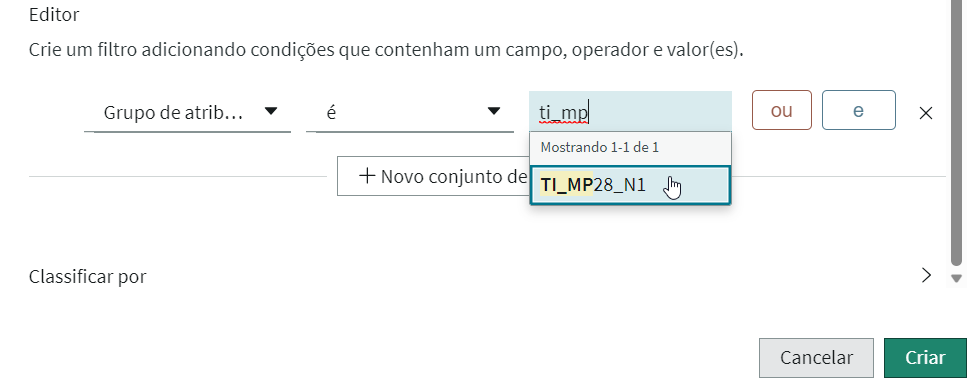 Editor
Crie um filtro adicionando condições que contenham um campo, operador e valor(es).
Grupo de atrib... é ti_mp ou e
Mostrando 1-1 de 1
Novo conjunto de
TI_MP28_N1
Classificar por
Cancelar Criar